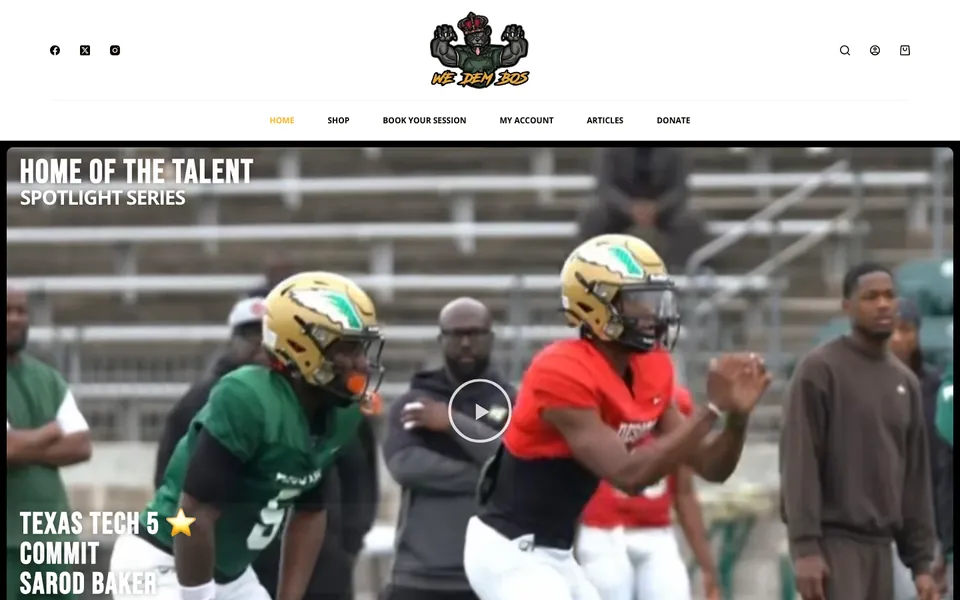 WE DEM BOS
HOME
SHOP
BOOK YOUR SESSION
MY ACCOUNT
ARTICLES
DONATE
HOME OF THE TALENT
SPOTLIGHT SERIES
TEXAS TECH 5 ⭐
COMMIT
SAROD BAKER